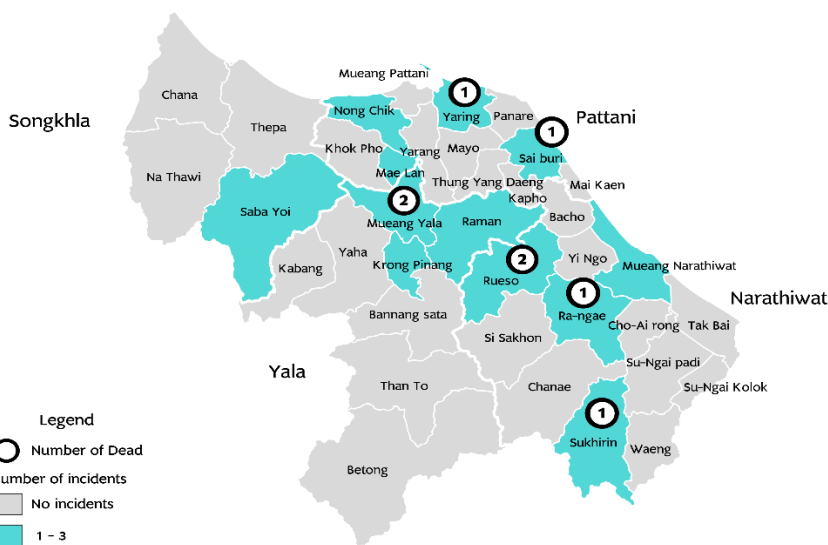 Mueang Pattani
Chana
Songkhla
Nong Chik
1
Yaring
Panare
Pattani
Thepa
1
Khok Pho
Yarang
Mayo
Sai buri
Na Thawi
Mae Lan
Thung Yang Daeng
Mai Kaen
Kapho
2
Saba Yoi
Mueang Yala
Raman
Bacho
Yaha
Kabang
Krong Pinang
2
Rueso
Yi Ngo
Mueang Narathiwat
1
Narathiwat
Bannang sata
Ra-ngae
Cho-Ai rong
Tak Bai
Si Sakhon
Yala
Su-Ngai padi
Than To
Chanae
Su-Ngai Kolok
1
Sukhirin
Waeng
Betong
Legend
Number of Dead
umber of incidents
No incidents
1 - 3